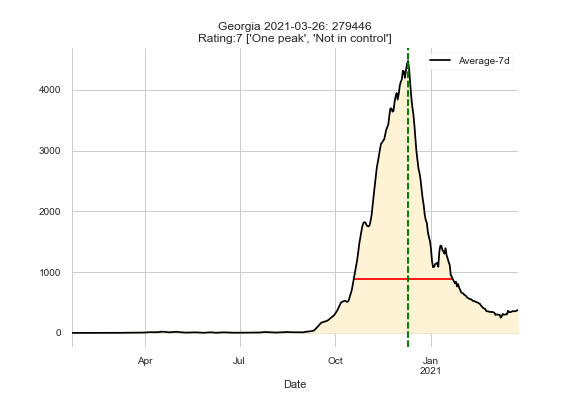 Georgia 2021-03-26: 279446
Rating:7 ['One peak', 'Not in control']
Average-7d
4000
3000
2000
1000
0
Apr
Jul
Oct
Jan
2021
Date